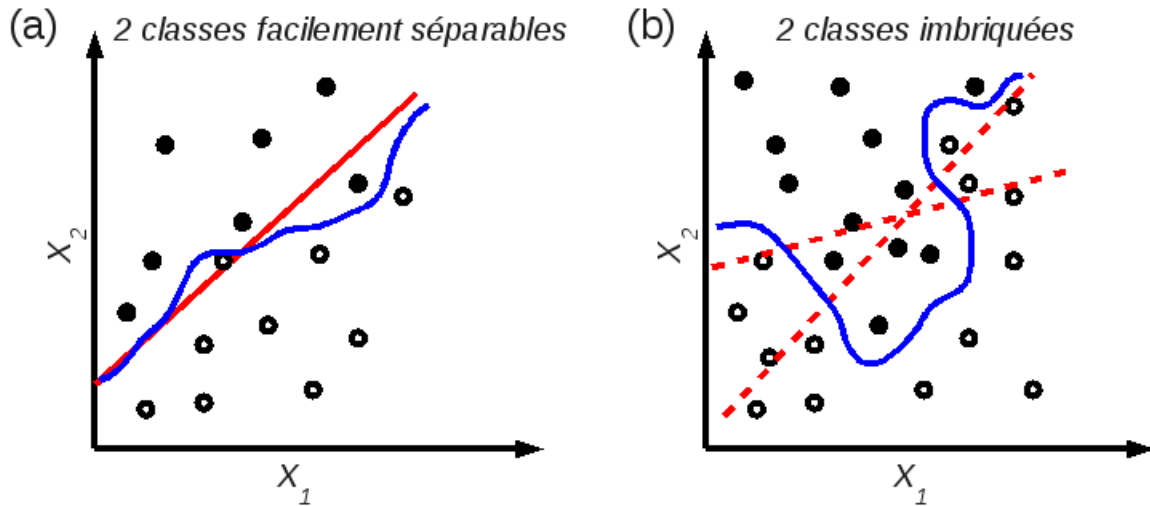 (a) 2 classes facilement séparables
X2
X1
(b) 2 classes imbriquées
X2
X1